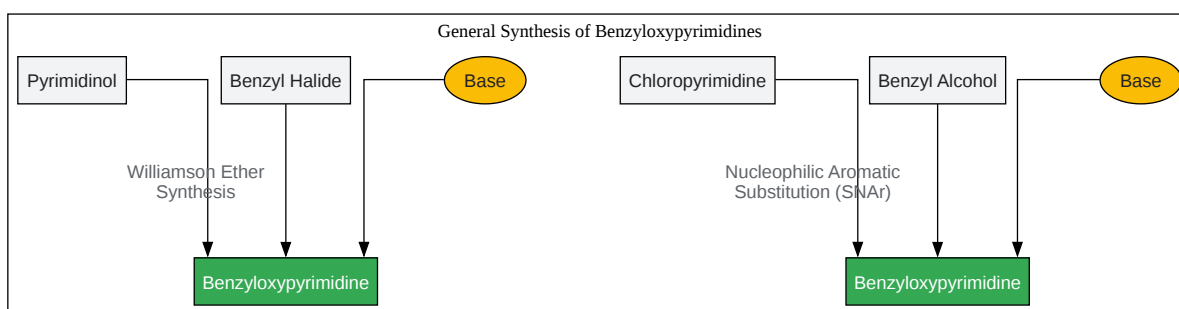 General Synthesis of Benzyloxypyrimidines
Pyrimidinol
Benzyl Halide
Base
Williamson Ether
Synthesis
Benzyloxypyrimidine
Chloropyrimidine
Benzyl Alcohol
Base
Nucleophilic Aromatic
Substitution (SNAr)
Benzyloxypyrimidine